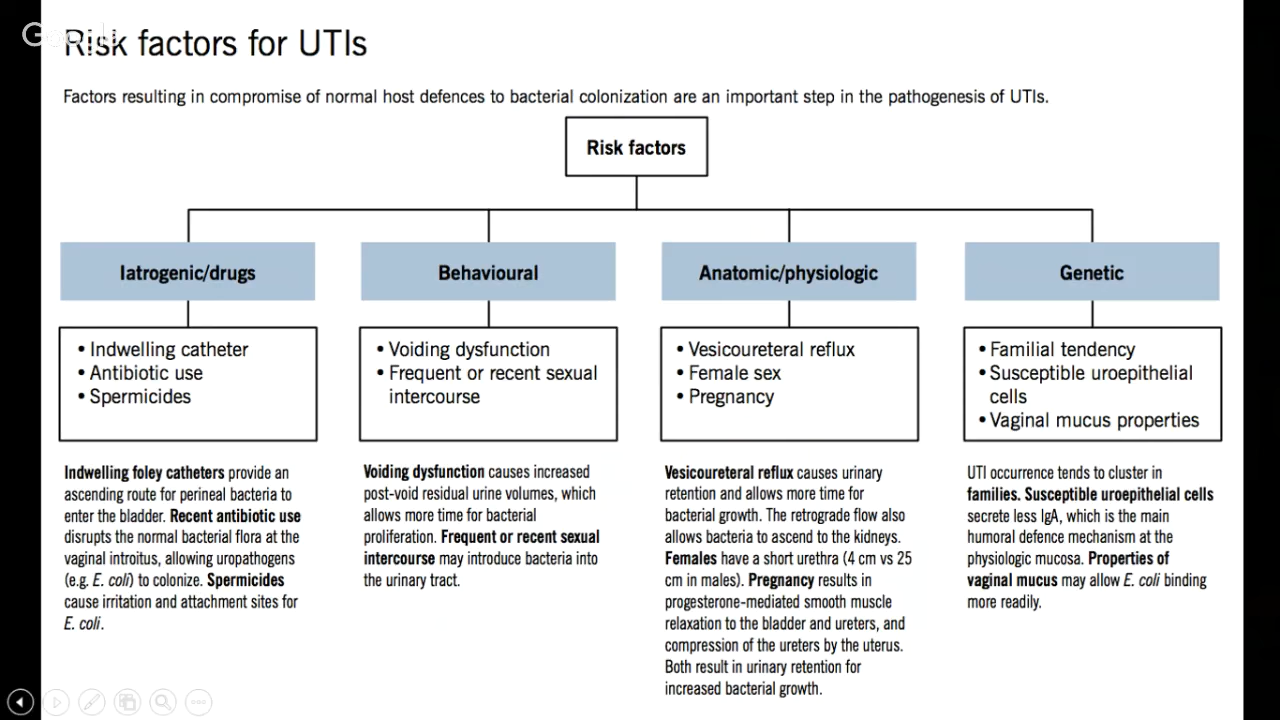 Google
Risk factors for UTIs
Factors resulting in compromise of normal host defences to bacterial colonization are an important step in the pathogenesis of UTIs.
Risk factors
Iatrogenic/drugs
• Indwelling catheter
• Antibiotic use
• Spermicides
Indwelling foley catheters provide an
ascending route for perineal bacteria to
enter the bladder. Recent antibiotic use
disrupts the normal bacterial flora at the
vaginal introitus, allowing uropathogens
(e.g. E. coli) to colonize. Spermicides
cause irritation and attachment sites for
E. coli.
Behavioural
• Voiding dysfunction
• Frequent or recent sexual
intercourse
Voiding dysfunction causes increased
post-void residual urine volumes, which
allows more time for bacterial
proliferation. Frequent or recent sexual
intercourse may introduce bacteria into
the urinary tract.
Anatomic/physiologic
• Vesicoureteral reflux
• Female sex
• Pregnancy
Vesicoureteral reflux causes urinary
retention and allows more time for
bacterial growth. The retrograde flow also
allows bacteria to ascend to the kidneys.
Females have a short urethra (4 cm vs 25
cm in males). Pregnancy results in
progesterone-mediated smooth muscle
relaxation to the bladder and ureters, and
compression of the ureters by the uterus.
Both result in urinary retention for
increased bacterial growth.
Genetic
• Familial tendency
• Susceptible uroepithelial
cells
• Vaginal mucus properties
UTI occurrence tends to cluster in
families. Susceptible uroepithelial cells
secrete less IgA, which is the main
humoral defence mechanism at the
physiologic mucosa. Properties of
vaginal mucus may allow E. coli binding
more readily.